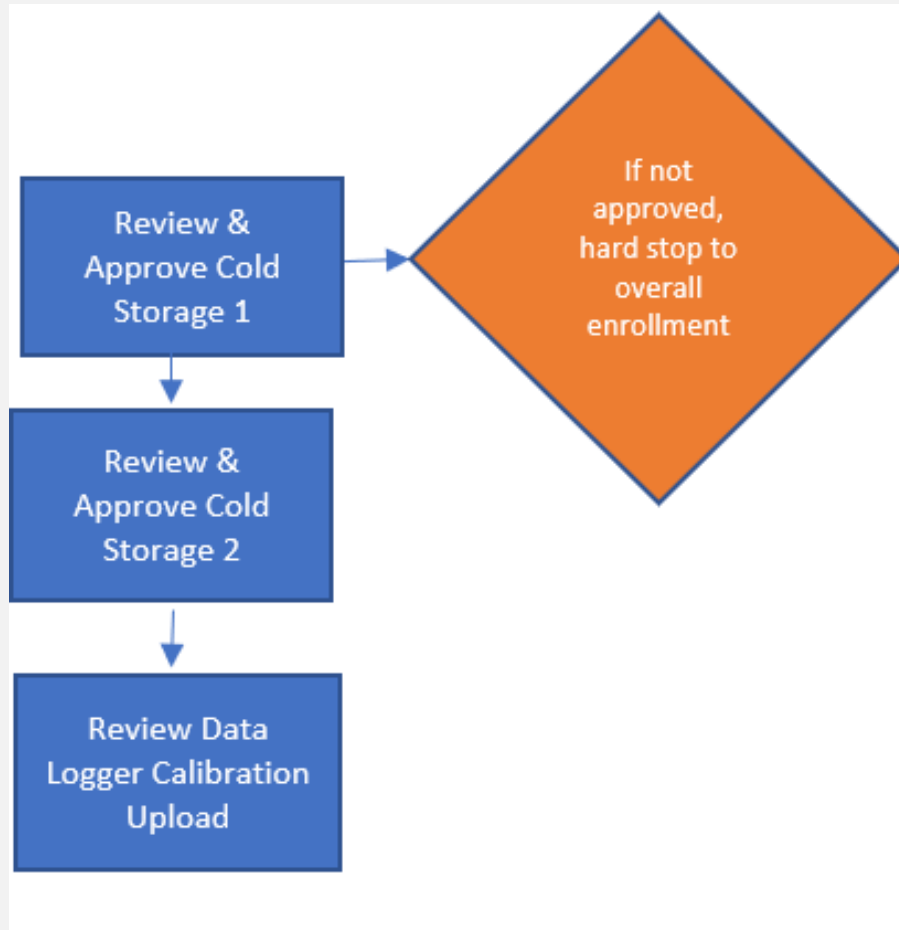 Review &
Approve Cold
Storage 1
If not
approved,
hard stop to
overall
enrollment
Review &
Approve Cold
Storage 2
Review Data
Logger Calibration
Upload